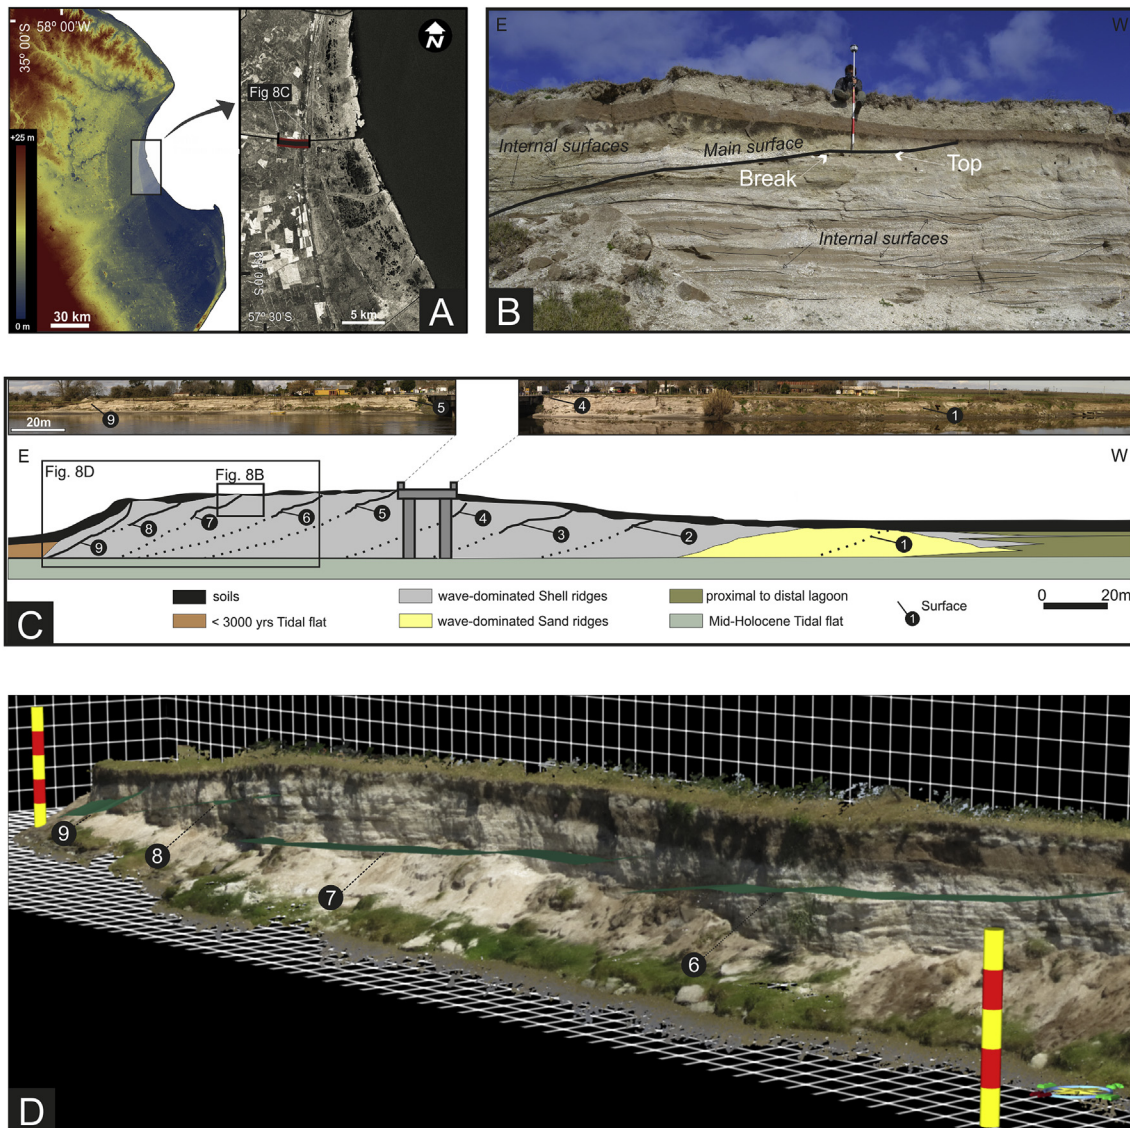 58° 00'W
35° 00'S
+25 m
0 m
30 km
N
Fig 8C
57° 30'S
5 km
A
E
W
Internal surfaces
Main surface
Break
Top
Internal surfaces
B
9
5
4
1
20m
E
W
Fig. 8D
Fig. 8B
9
8
7
6
5
4
3
2
1
soils
wave-dominated Shell ridges
proximal to distal lagoon
1
Surface
0
20m
< 3000 yrs Tidal flat
wave-dominated Sand ridges
Mid-Holocene Tidal flat
C
9
8
7
6
D